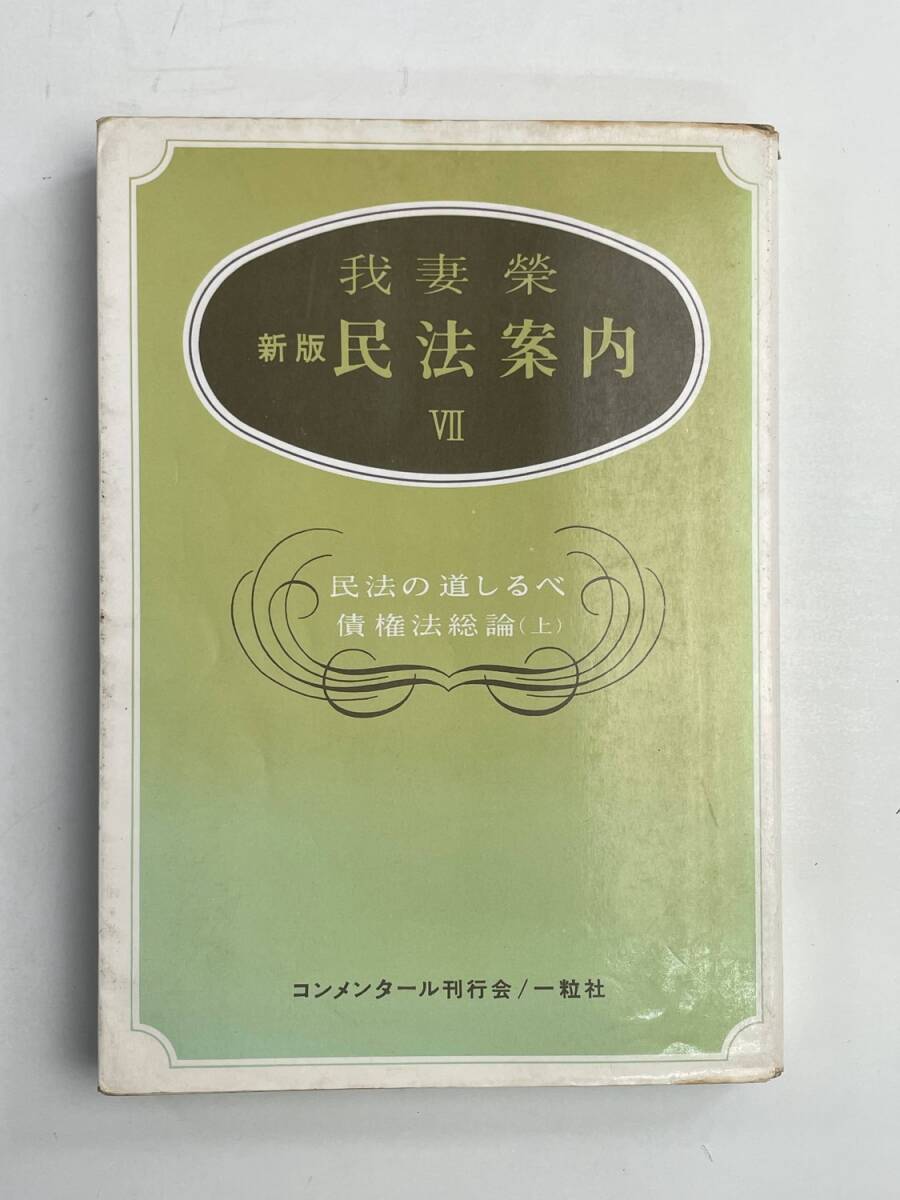 我妻榮
新版 民法案内
VII
民法の道しるべ
債権法総論(上)
コンメンタール刊行会/一粒社